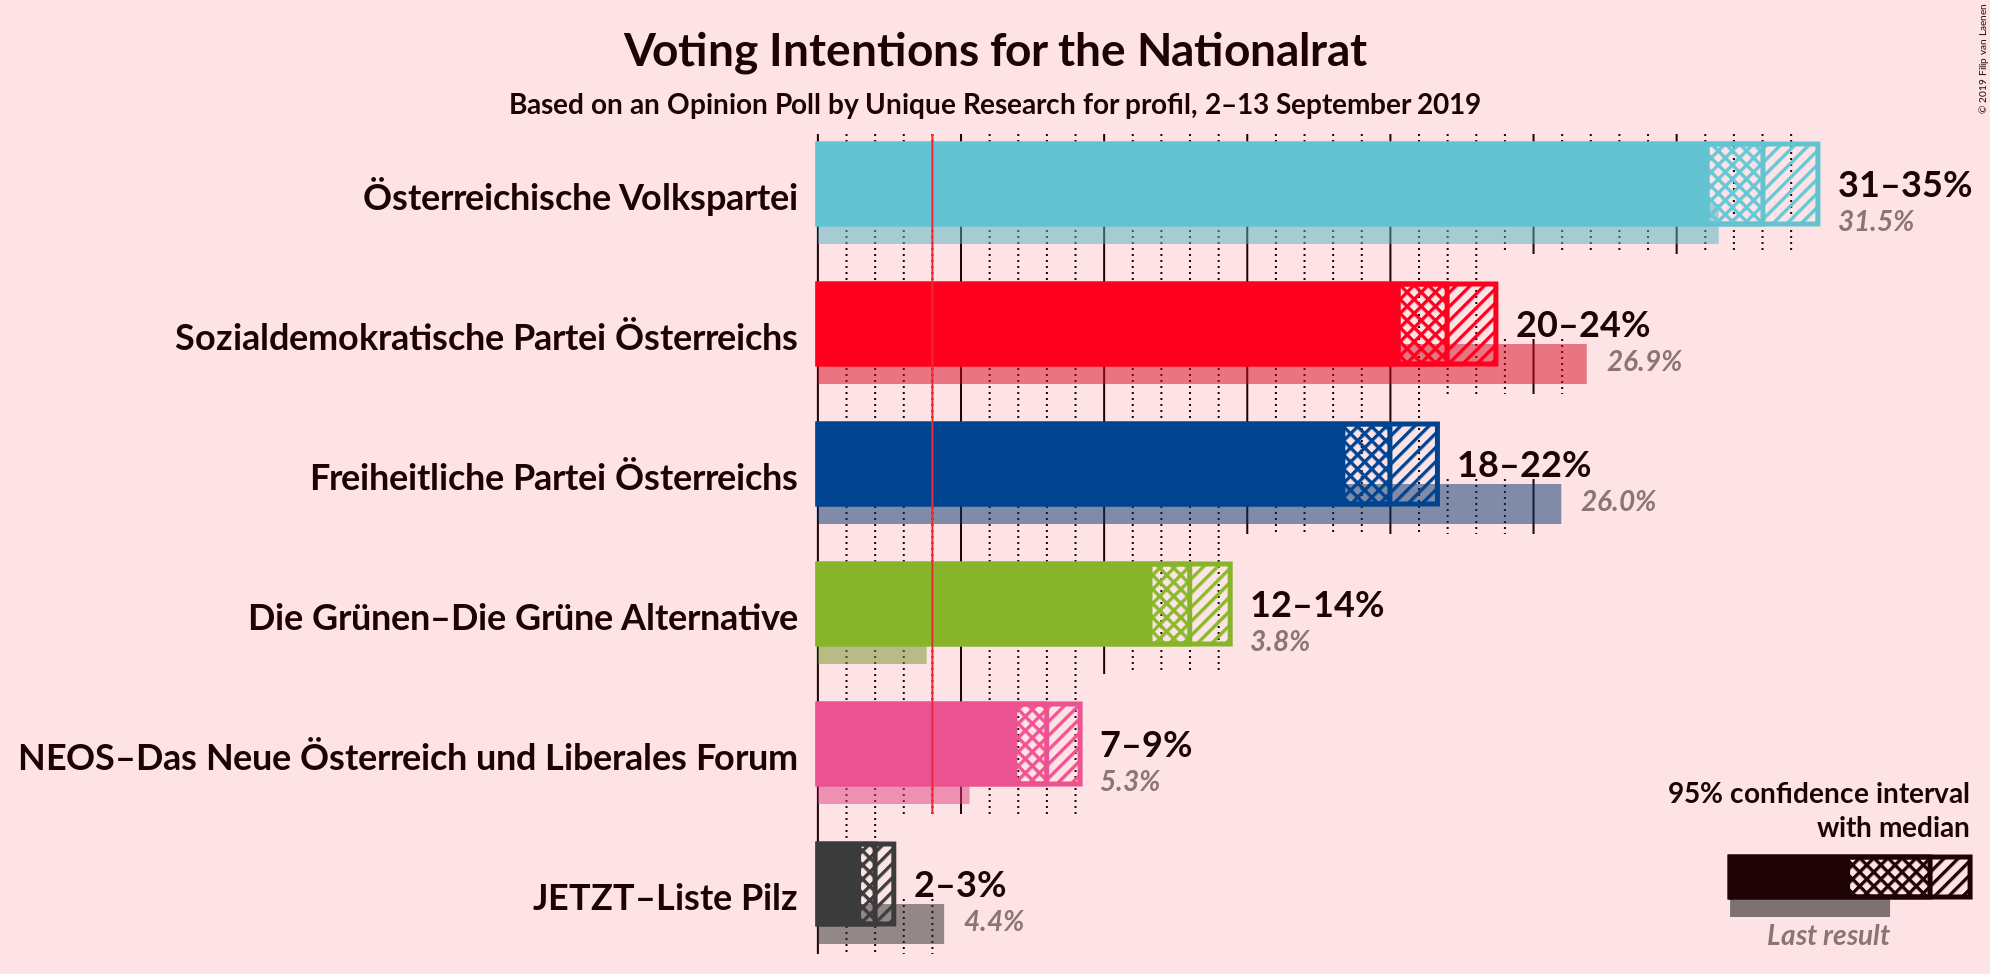 Voting Intentions for the Nationalrat
Based on an Opinion Poll by Unique Research for profil, 2–13 September 2019
© 2019 Filip van Laenen
Österreichische Volkspartei
31–35%
31.5%
Sozialdemokratische Partei Österreichs
20–24%
26.9%
Freiheitliche Partei Österreichs
18–22%
26.0%
Die Grünen–Die Grüne Alternative
12–14%
3.8%
NEOS–Das Neue Österreich und Liberales Forum
7–9%
5.3%
JETZT–Liste Pilz
2–3%
4.4%
95% confidence interval
with median
Last result